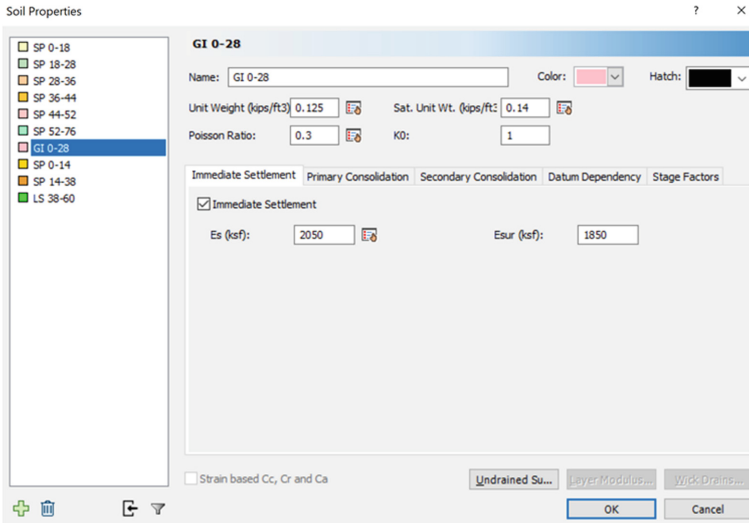 Soil Properties ? ×
SP 0-18
SP 18-28
SP 28-36
SP 36-44
SP 44-52
SP 52-76
GI 0-28
SP 0-14
SP 14-38
LS 38-60
GI 0-28
Name: GI 0-28 Color: Hatch:
Unit Weight (kips/ft3) 0.125 Sat. Unit Wt. (kips/ft3 0.14
Poisson Ratio: 0.3 K0: 1
Immediate Settlement Primary Consolidation Secondary Consolidation Datum Dependency Stage Factors
Immediate Settlement
Es (ksf): 2050 Esur (ksf): 1850
Strain based Cc, Cr and Ca
Undrained Su... Layer Modulus... Wick Drains...
OK Cancel